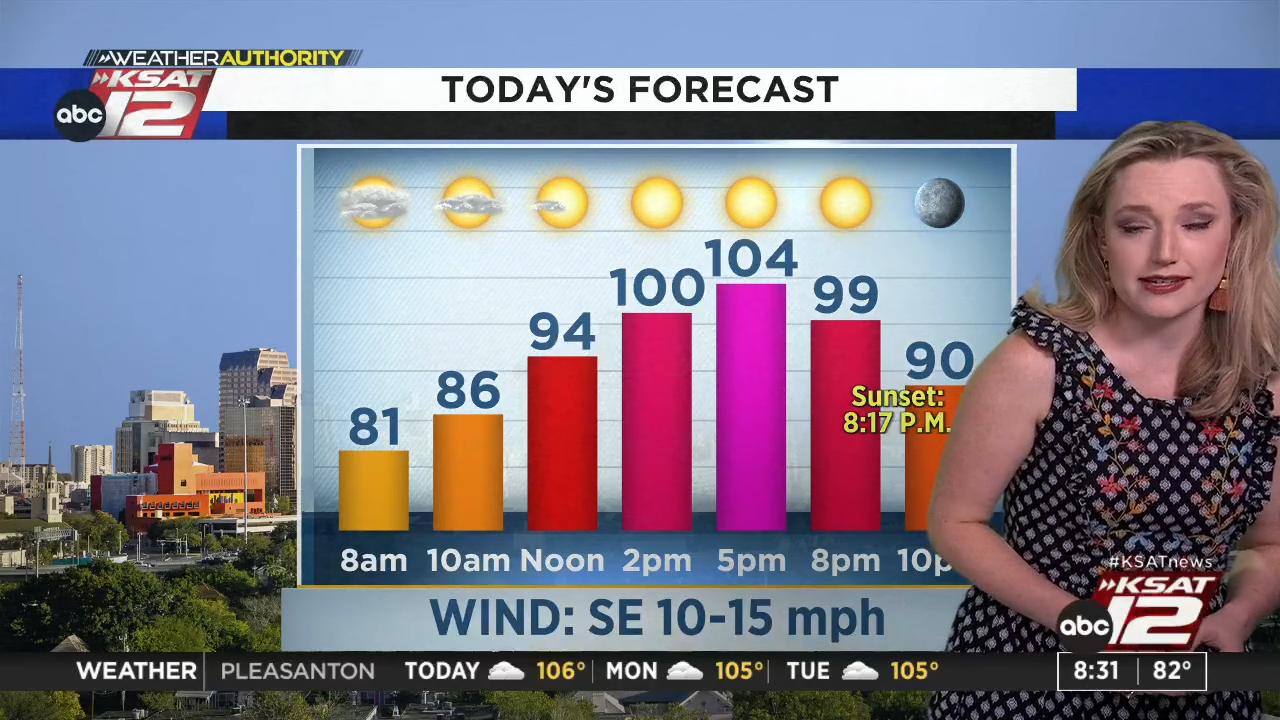 WEATHERAUTHORITY
KSAT
abc 12
TODAY'S FORECAST
81 86 94 100 104 99 90
Sunset:
8:17 P.M.
8am 10am Noon 2pm 5pm 8pm 10p
WIND: SE 10-15 mph
#KSATnews
KSAT
abc 12
WEATHER PLEASANTON TODAY 106° MON 105° TUE 105° 8:31 82°